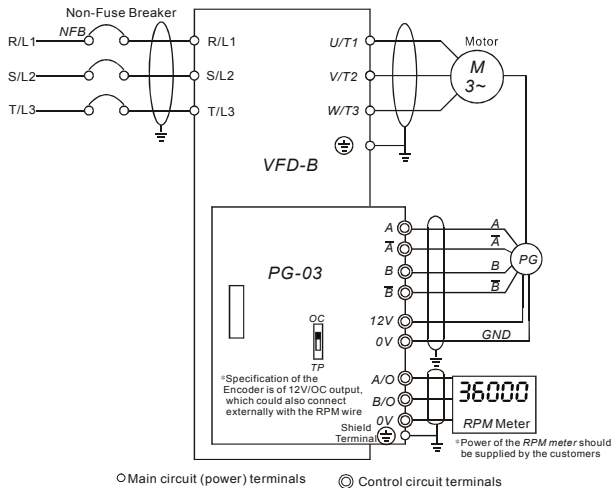 Non-Fuse Breaker
NFB
R/L1
R/L1
U/T1
Motor
S/L2
S/L2
V/T2
M
3~
T/L3
T/L3
W/T3
VFD-B
A
A
A̅
A̅
PG-03
B
B
PG
B̅
B̅
12V
OC
0V
GND
TP
*Specification of the
Encoder is of 12V/OC output,
which could also connect
externally with the RPM wire
A/O
B/O
0V
Shield
Terminal
36000
RPM Meter
*Power of the RPM meter should
be supplied by the customers
Main circuit (power) terminals
Control circuit terminals